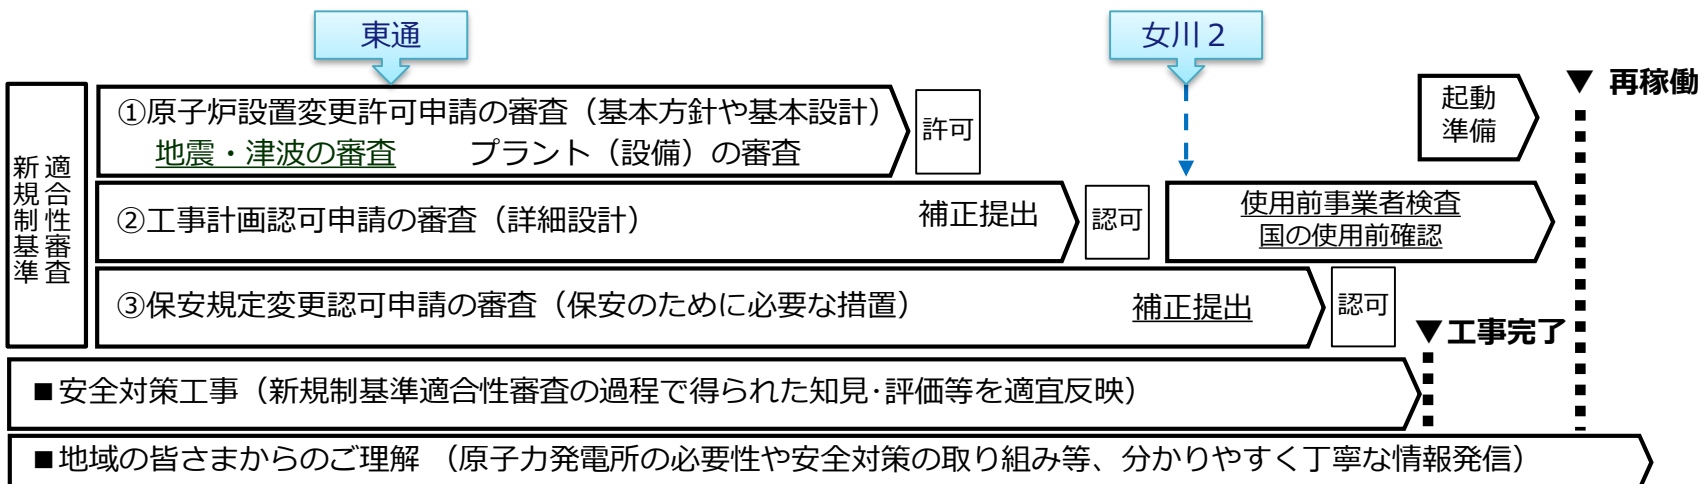 東通
女川２
▼ 再稼働
新規制基準
適合性審査
①原子炉設置変更許可申請の審査（基本方針や基本設計）
地震・津波の審査　　プラント（設備）の審査
許可
起動
準備
②工事計画認可申請の審査（詳細設計）
補正提出
認可
使用前事業者検査
国の使用前確認
③保安規定変更認可申請の審査（保安のために必要な措置）
補正提出
認可
▼工事完了
■安全対策工事（新規制基準適合性審査の過程で得られた知見･評価等を適宜反映）
■地域の皆さまからのご理解 （原子力発電所の必要性や安全対策の取り組み等、分かりやすく丁寧な情報発信）